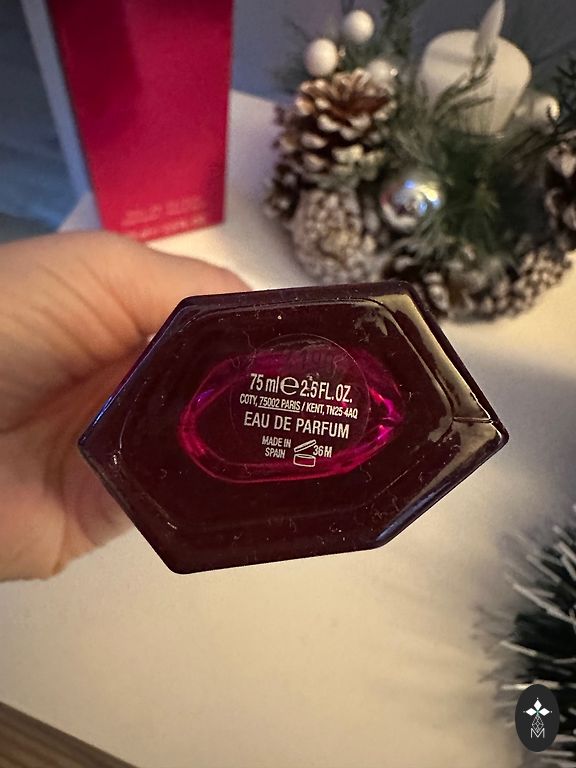 75 ml e 2.5 FL.OZ.
COTY, 75002 PARIS / KENT, TN25 4AQ
EAU DE PARFUM
MADE IN
SPAIN
36M
M